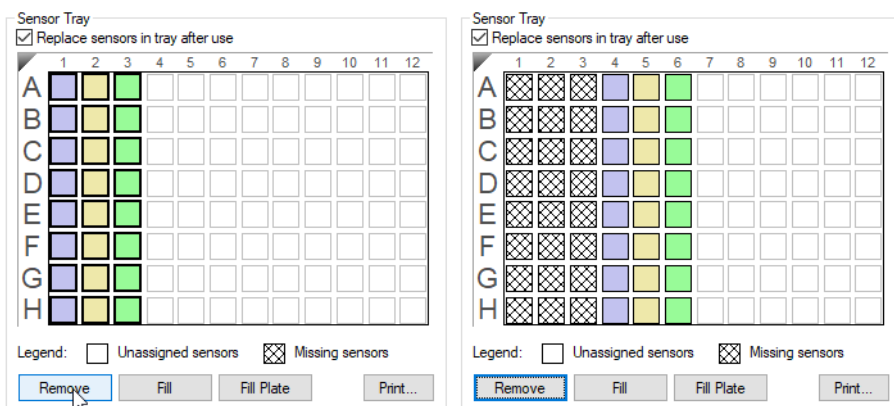 Sensor Tray
Replace sensors in tray after use
1 2 3 4 5 6 7 8 9 10 11 12
A
B
C
D
E
F
G
H
Legend: Unassigned sensors Missing sensors
Remove Fill Fill Plate Print...
Sensor Tray
Replace sensors in tray after use
1 2 3 4 5 6 7 8 9 10 11 12
A
B
C
D
E
F
G
H
Legend: Unassigned sensors Missing sensors
Remove Fill Fill Plate Print...